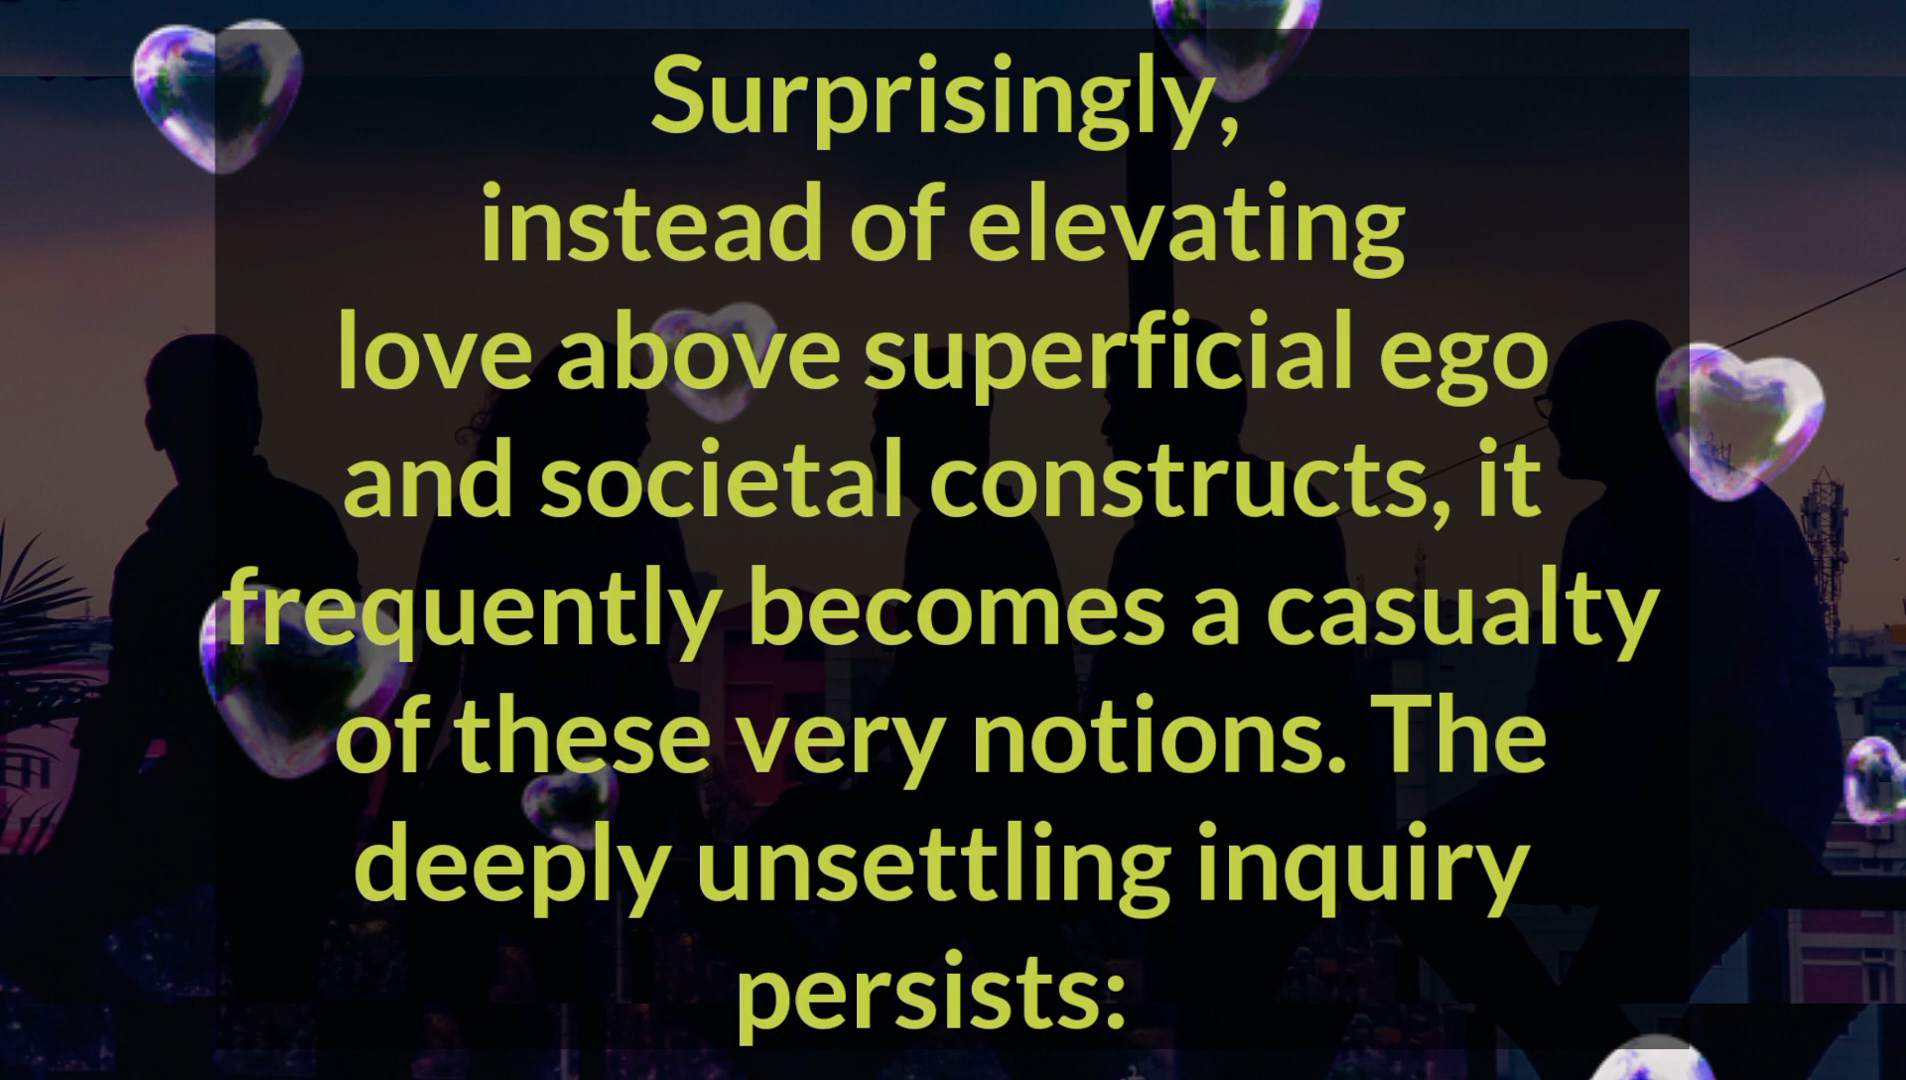 Surprisingly,
instead of elevating
love above superficial ego
and societal constructs, it
frequently becomes a casualty
of these very notions. The
deeply unsettling inquiry
persists: